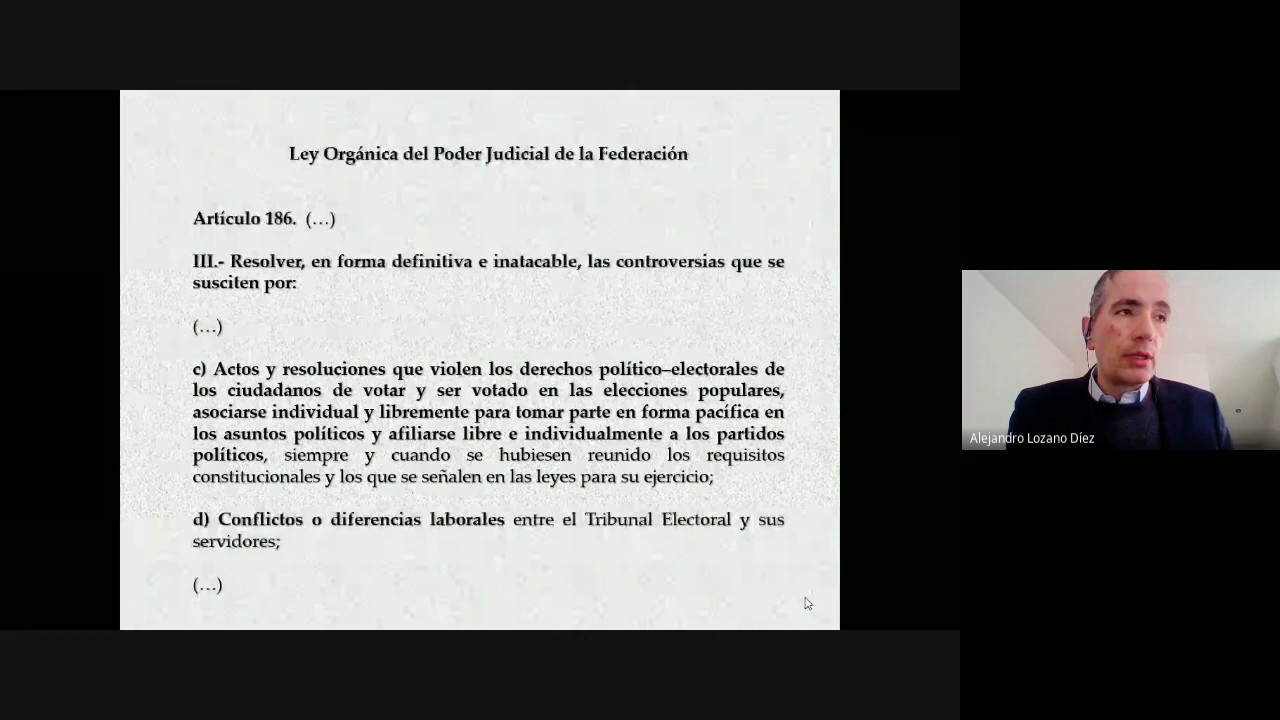 Ley Orgánica del Poder Judicial de la Federación
Artículo 186. (…)
III.- Resolver, en forma definitiva e inatacable, las controversias que se
susciten por:
(…)
c) Actos y resoluciones que violen los derechos político–electorales de
los ciudadanos de votar y ser votado en las elecciones populares,
asociarse individual y libremente para tomar parte en forma pacífica en
los asuntos políticos y afiliarse libre e individualmente a los partidos
políticos, siempre y cuando se hubiesen reunido los requisitos
constitucionales y los que se señalen en las leyes para su ejercicio;
d) Conflictos o diferencias laborales entre el Tribunal Electoral y sus
servidores;
(…)
Alejandro Lozano Díez